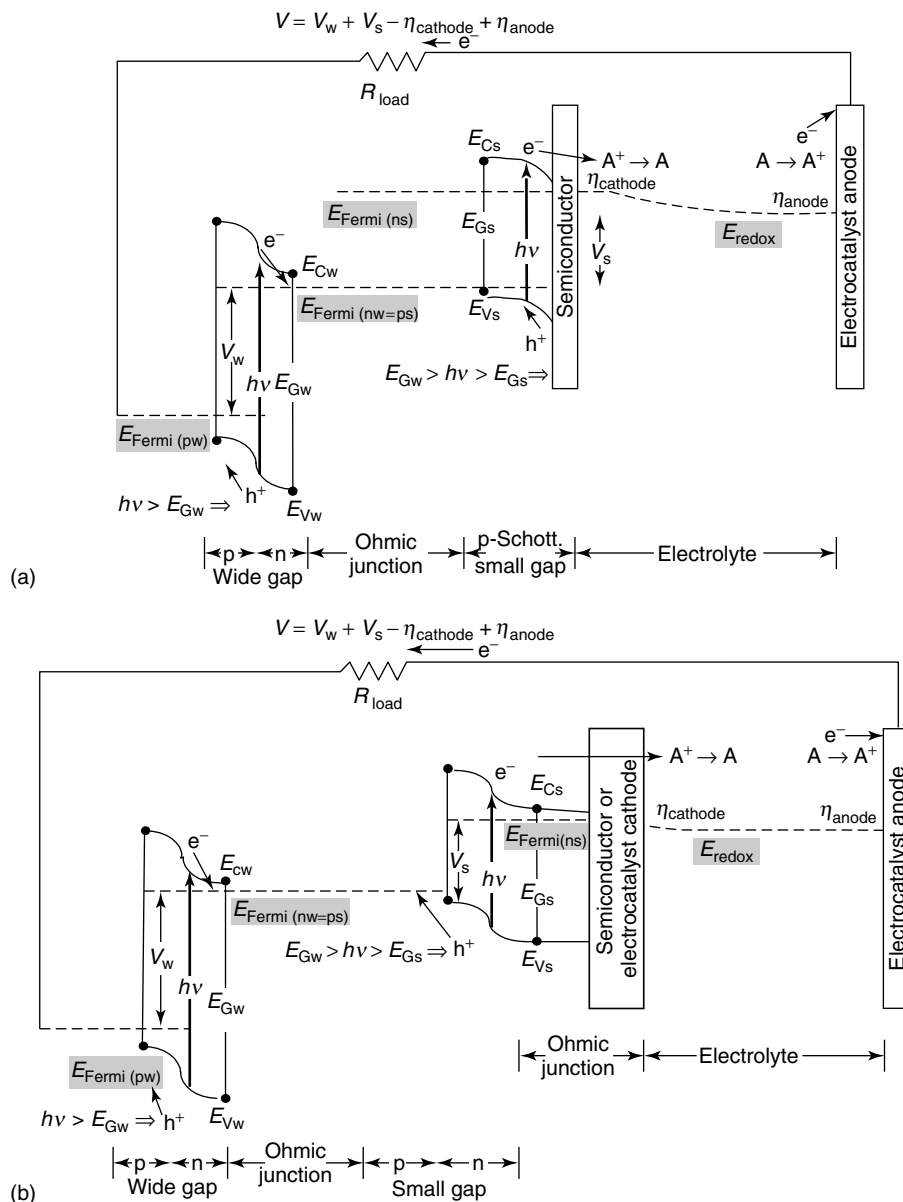 V = V_w + V_s − η_cathode + η_anode
e⁻
R_load
E_Cs
e⁻
A⁺ → A
η_cathode
e⁻
A → A⁺
η_anode
E_Fermi (ns)
E_Gs
hν
Semiconductor
V_s
E_redox
Electrocatalyst anode
e⁻
E_Cw
E_Fermi (nw=ps)
E_Vs
h⁺
V_w
hν
E_Gw
E_Gw > hν > E_Gs ⇒
E_Fermi (pw)
h⁺
hν > E_Gw ⇒
E_Vw
p
n
Wide gap
Ohmic
junction
p-Schott.
small gap
Electrolyte
(a)
V = V_w + V_s − η_cathode + η_anode
e⁻
R_load
e⁻
E_Cs
A⁺ → A
e⁻
A → A⁺
η_cathode
η_anode
E_Fermi(ns)
V_s
hν
E_Gs
E_Vs
Semiconductor or
electrocatalyst cathode
E_redox
Electrocatalyst anode
e⁻
E_cw
E_Fermi (nw=ps)
E_Gw > hν > E_Gs ⇒ h⁺
V_w
hν
E_Gw
E_Fermi (pw)
hν > E_Gw ⇒ h⁺
E_Vw
Ohmic
junction
Electrolyte
p
n
Wide gap
Ohmic
junction
p
n
Small gap
(b)